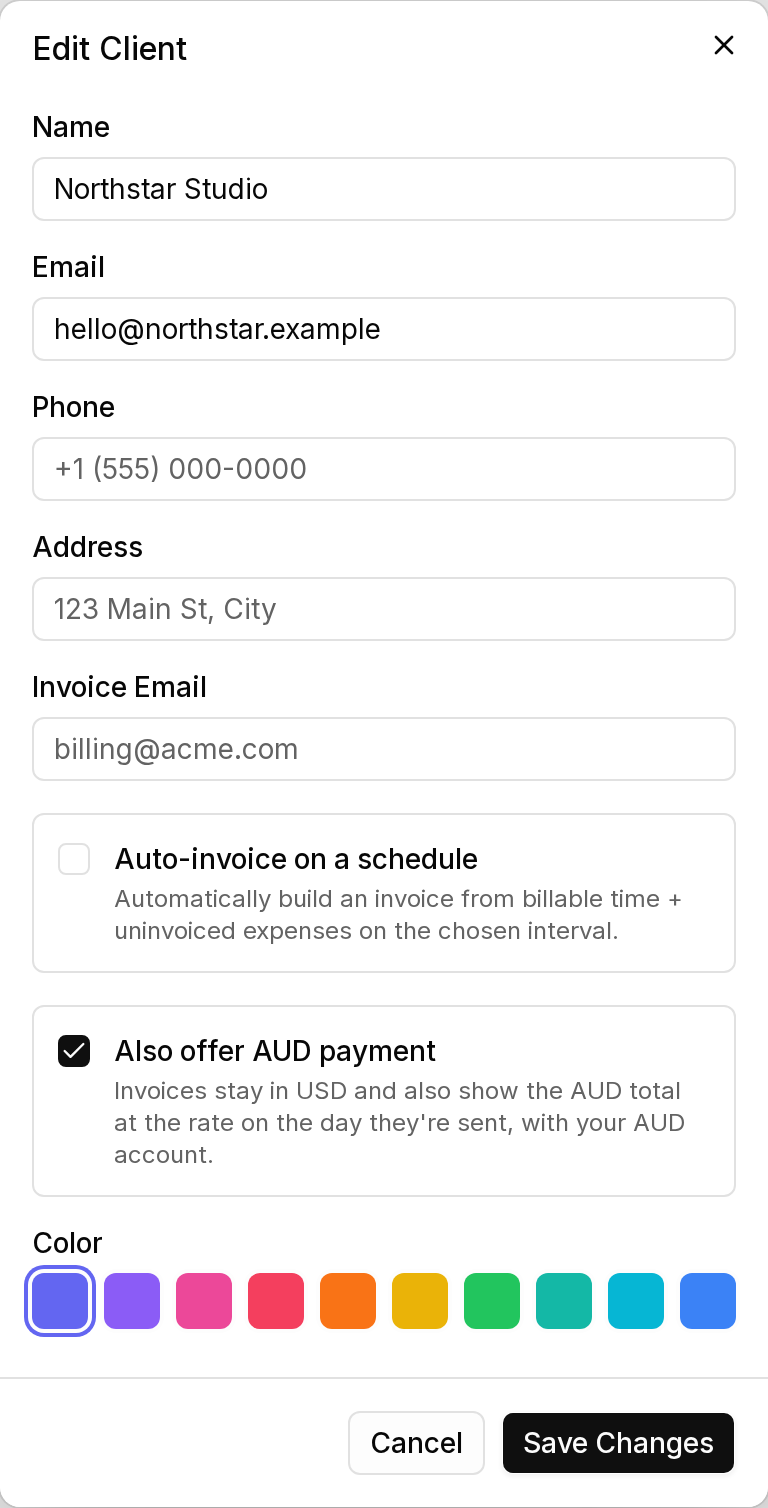 Edit Client
Name
Northstar Studio
Email
hello@northstar.example
Phone
+1 (555) 000-0000
Address
123 Main St, City
Invoice Email
billing@acme.com
Auto-invoice on a schedule
Automatically build an invoice from billable time +
uninvoiced expenses on the chosen interval.
Also offer AUD payment
Invoices stay in USD and also show the AUD total
at the rate on the day they're sent, with your AUD
account.
Color
Cancel
Save Changes